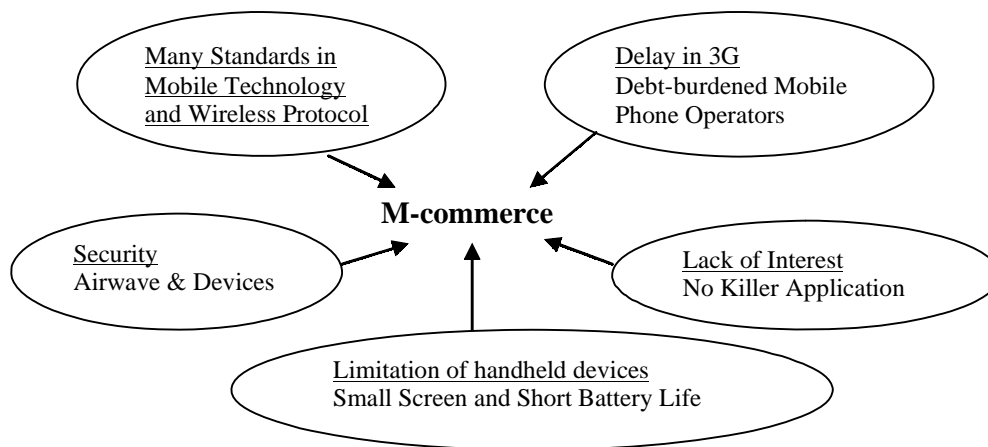 Many Standards in
Mobile Technology
and Wireless Protocol
Delay in 3G
Debt-burdened Mobile
Phone Operators
M-commerce
Security
Airwave & Devices
Lack of Interest
No Killer Application
Limitation of handheld devices
Small Screen and Short Battery Life